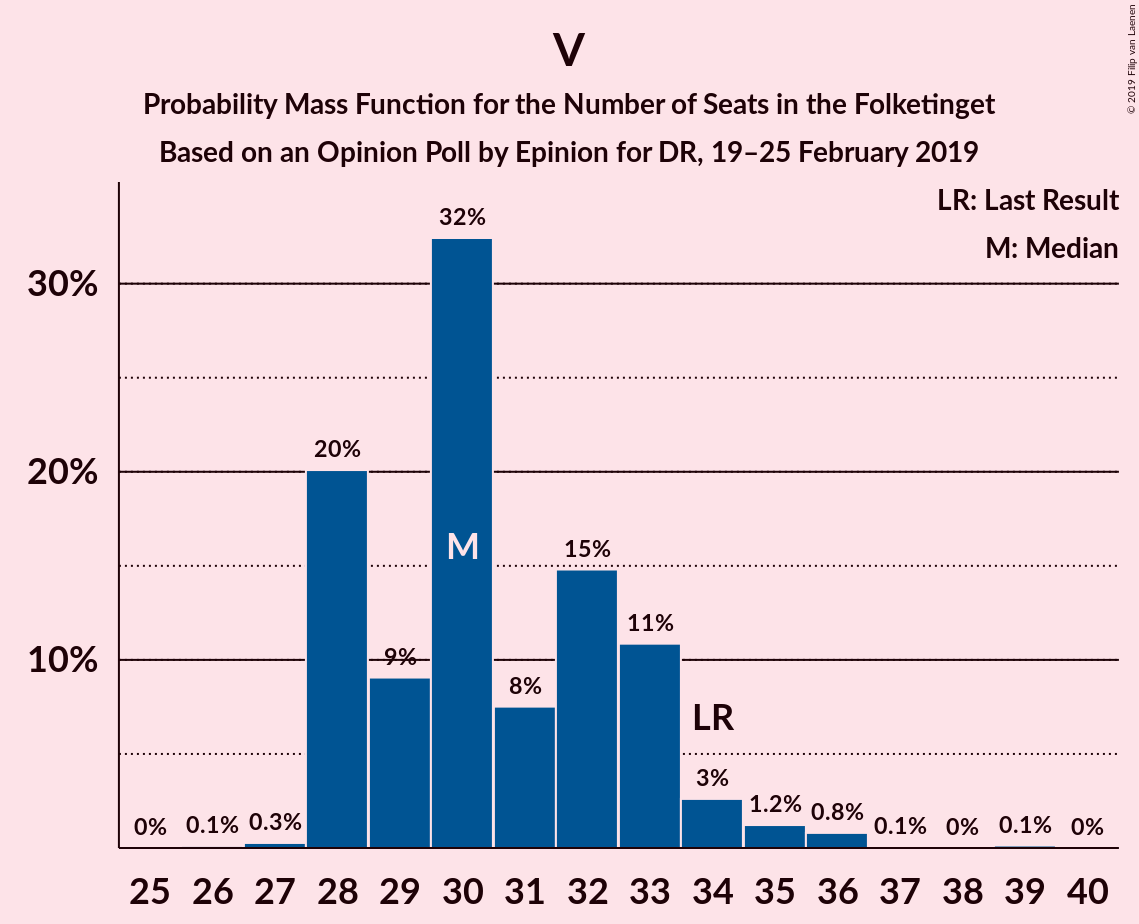 V
Probability Mass Function for the Number of Seats in the Folketinget
Based on an Opinion Poll by Epinion for DR, 19–25 February 2019
© 2019 Filip van Laenen
LR: Last Result
M: Median
30%
20%
10%
0%
0.1%
0.3%
20%
9%
32%
M
8%
15%
11%
LR
3%
1.2%
0.8%
0.1%
0%
0.1%
0%
25 26 27 28 29 30 31 32 33 34 35 36 37 38 39 40